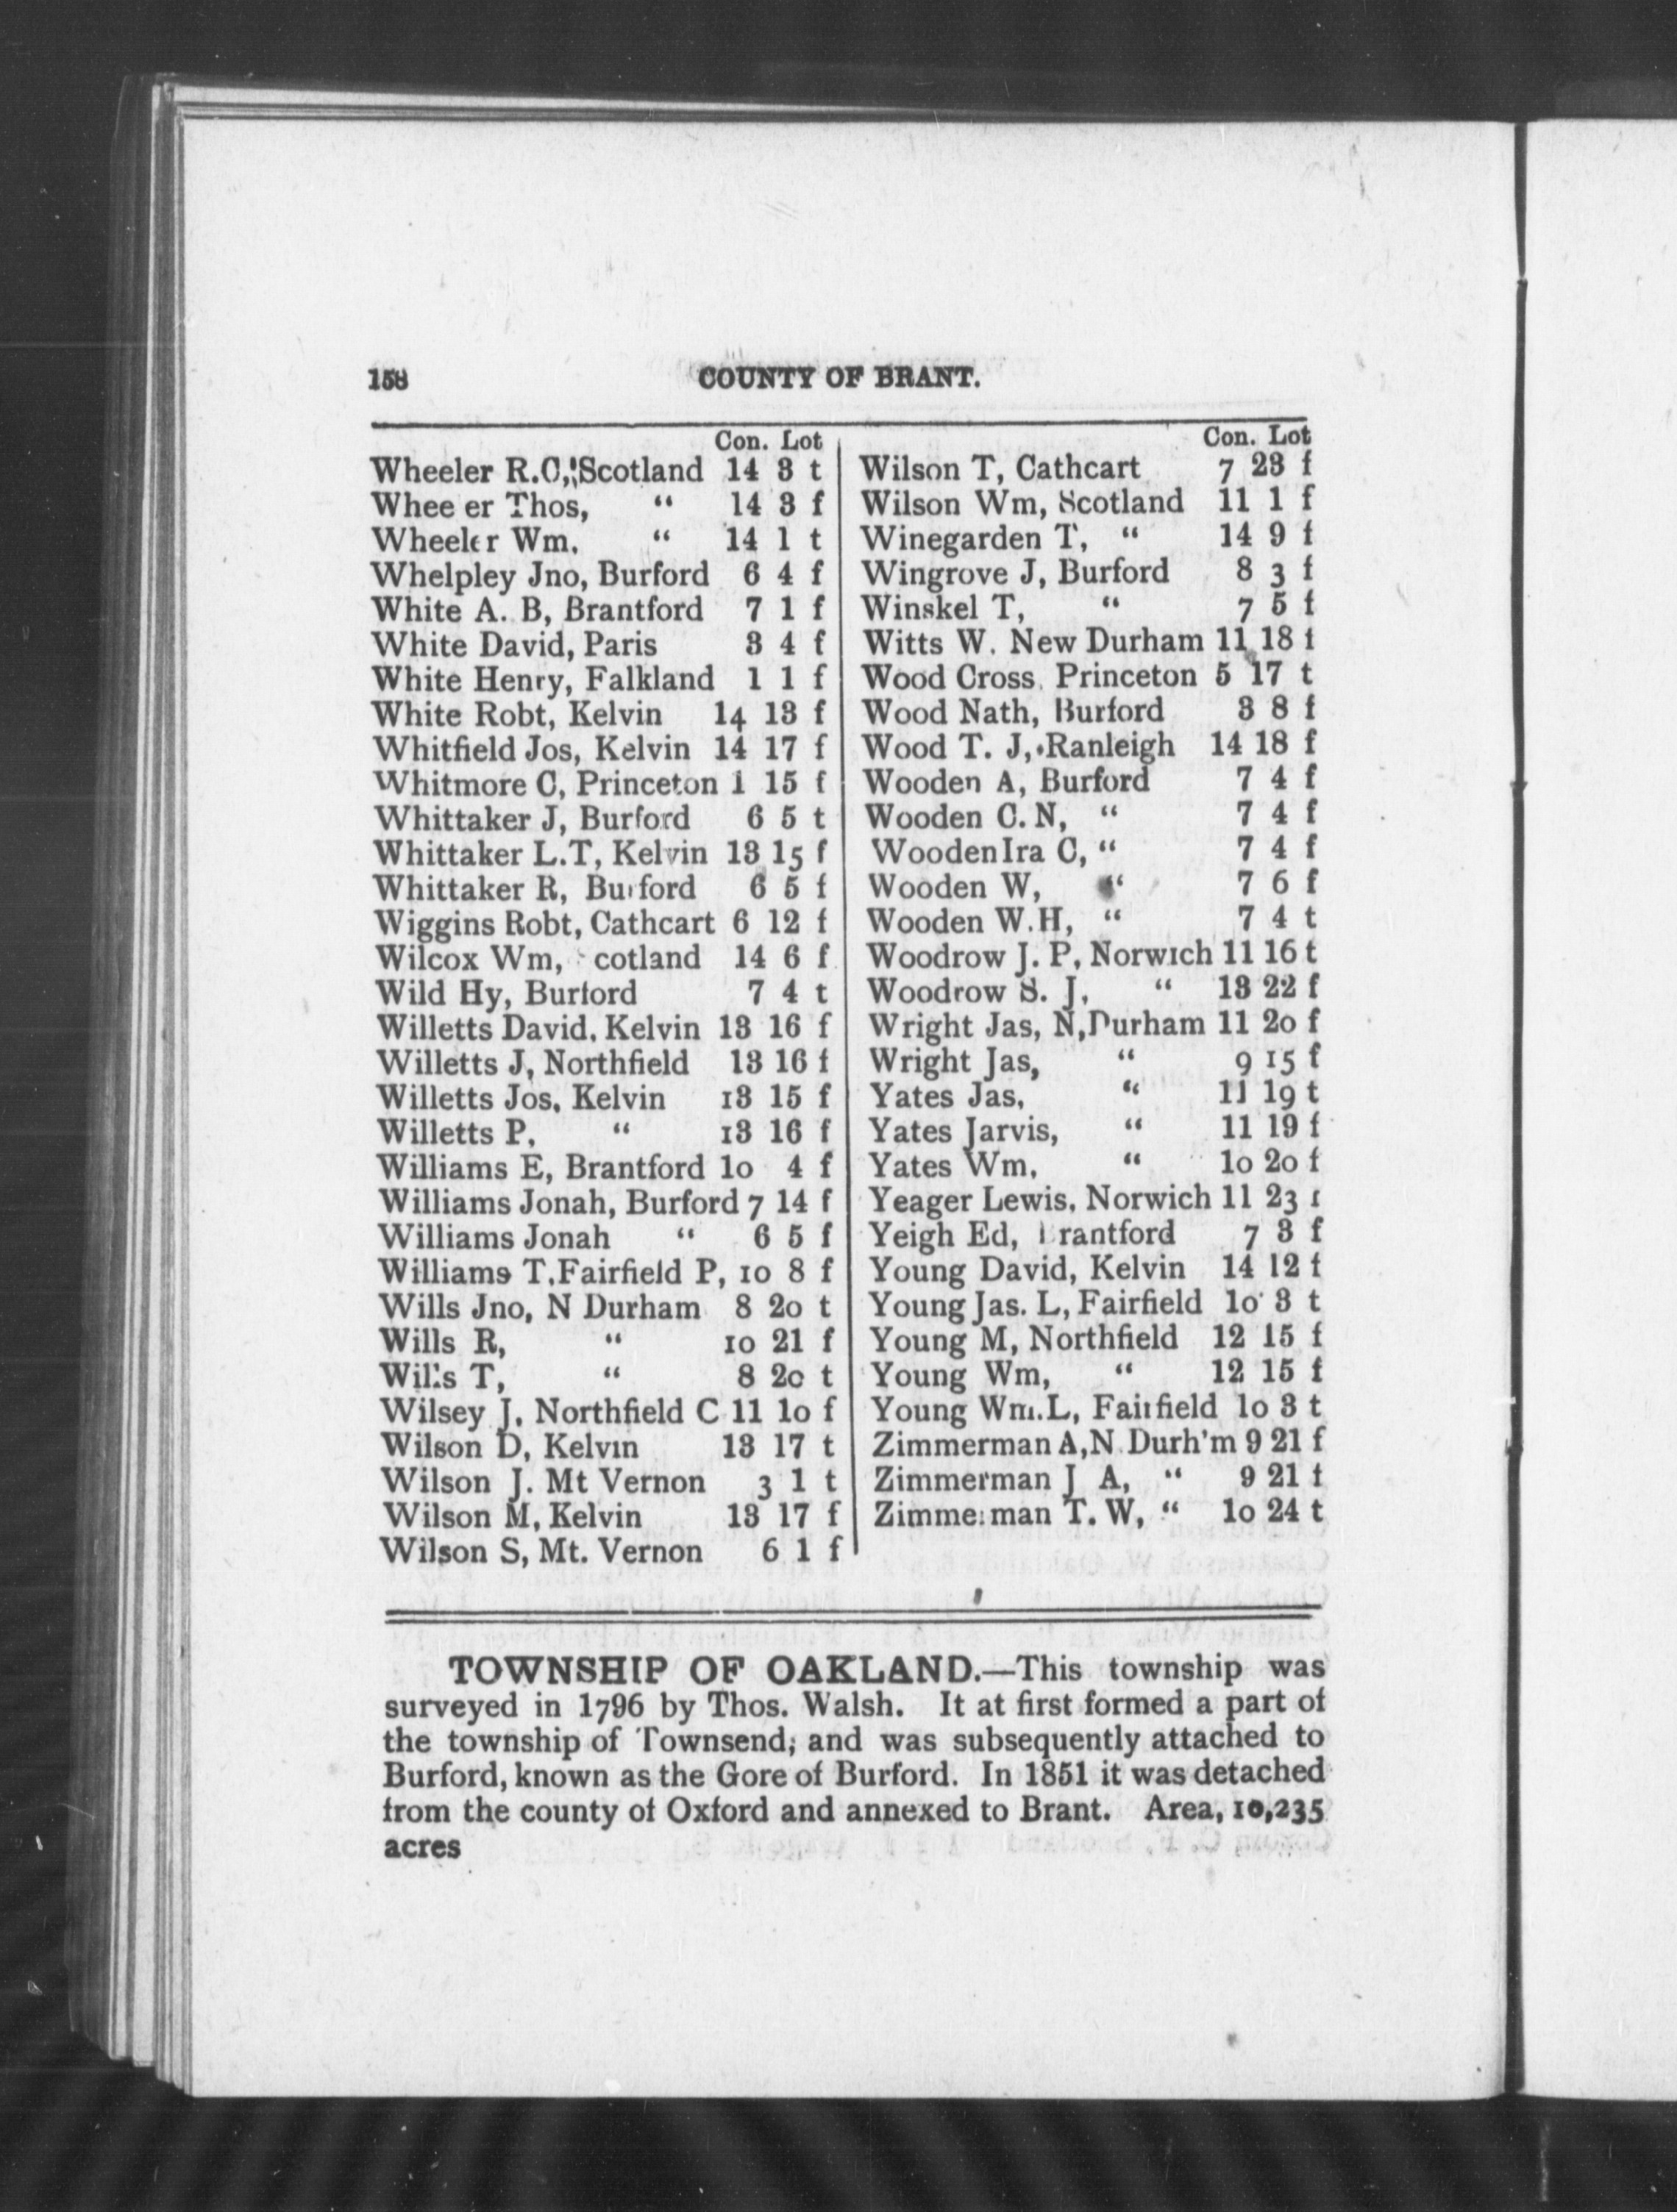 158 COUNTY OF BRANT.
Con. Lot
Wheeler R.C, Scotland 14 3 t
Whee er Thos, “ 14 3 f
Wheeler Wm, “ 14 1 t
Whelpley Jno, Burford 6 4 f
White A. B, Brantford 7 1 f
White David, Paris 3 4 f
White Henry, Falkland 1 1 f
White Robt, Kelvin 14 13 f
Whitfield Jos, Kelvin 14 17 f
Whitmore C, Princeton 1 15 f
Whittaker J, Burford 6 5 t
Whittaker L.T, Kelvin 13 15 f
Whittaker R, Burford 6 5 f
Wiggins Robt, Cathcart 6 12 f
Wilcox Wm, cotland 14 6 f
Wild Hy, Burford 7 4 t
Willetts David, Kelvin 13 16 f
Willetts J, Northfield 13 16 f
Willetts Jos, Kelvin 13 15 f
Willetts P, “ 13 16 f
Williams E, Brantford 10 4 f
Williams Jonah, Burford 7 14 f
Williams Jonah “ 6 5 f
Williams T, Fairfield P, 10 8 f
Wills Jno, N Durham 8 20 t
Wills R, “ 10 21 f
Wills T, “ 8 20 t
Wilsey J, Northfield C 11 10 f
Wilson D, Kelvin 13 17 t
Wilson J. Mt Vernon 3 1 t
Wilson M, Kelvin 13 17 f
Wilson S, Mt. Vernon 6 1 f
Con. Lot
Wilson T, Cathcart 7 23 f
Wilson Wm, Scotland 11 1 f
Winegarden T, “ 14 9 f
Wingrove J, Burford 8 3 f
Winskel T, “ 7 5 f
Witts W. New Durham 11 18 f
Wood Cross, Princeton 5 17 t
Wood Nath, Burford 3 8 f
Wood T. J, Ranleigh 14 18 f
Wooden A, Burford 7 4 f
Wooden C. N, “ 7 4 f
Wooden Ira C, “ 7 4 f
Wooden W, “ 7 6 f
Wooden W.H, “ 7 4 t
Woodrow J. P, Norwich 11 16 t
Woodrow S. J, “ 13 22 f
Wright Jas, N,Durham 11 20 f
Wright Jas, “ 9 15 f
Yates Jas, “ 11 19 t
Yates Jarvis, “ 11 19 f
Yates Wm, “ 10 20 f
Yeager Lewis, Norwich 11 23 f
Yeigh Ed, Brantford 7 3 f
Young David, Kelvin 14 12 f
Young Jas. L, Fairfield 10 3 t
Young M, Northfield 12 15 f
Young Wm, “ 12 15 f
Young Wm. L, Fairfield 10 3 t
Zimmerman A,N. Durh’m 9 21 f
Zimmerman J A, “ 9 21 f
Zimmerman T. W, “ 10 24 t
TOWNSHIP OF OAKLAND.—This township was
surveyed in 1796 by Thos. Walsh. It at first formed a part of
the township of Townsend, and was subsequently attached to
Burford, known as the Gore of Burford. In 1851 it was detached
from the county of Oxford and annexed to Brant. Area, 10,235
acres